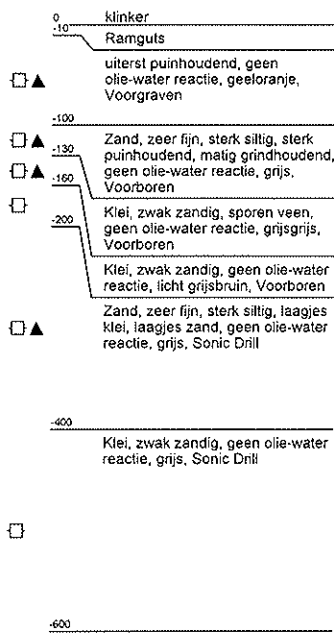 0 klinker
-10
Ramguts
uiterst puinhoudend, geen
olie-water reactie, geeloranje,
Voorgraven
-100
Zand, zeer fijn, sterk siltig, sterk
puinhoudend, matig grindhoudend,
geen olie-water reactie, grijs,
Voorboren
-130
Klei, zwak zandig, sporen veen,
geen olie-water reactie, grijsgrijs,
Voorboren
-160
Klei, zwak zandig, geen olie-water
reactie, licht grijsbruin, Voorboren
-200
Zand, zeer fijn, sterk siltig, laagjes
klei, laagjes zand, geen olie-water
reactie, grijs, Sonic Drill
-400
Klei, zwak zandig, geen olie-water
reactie, grijs, Sonic Drill
-600